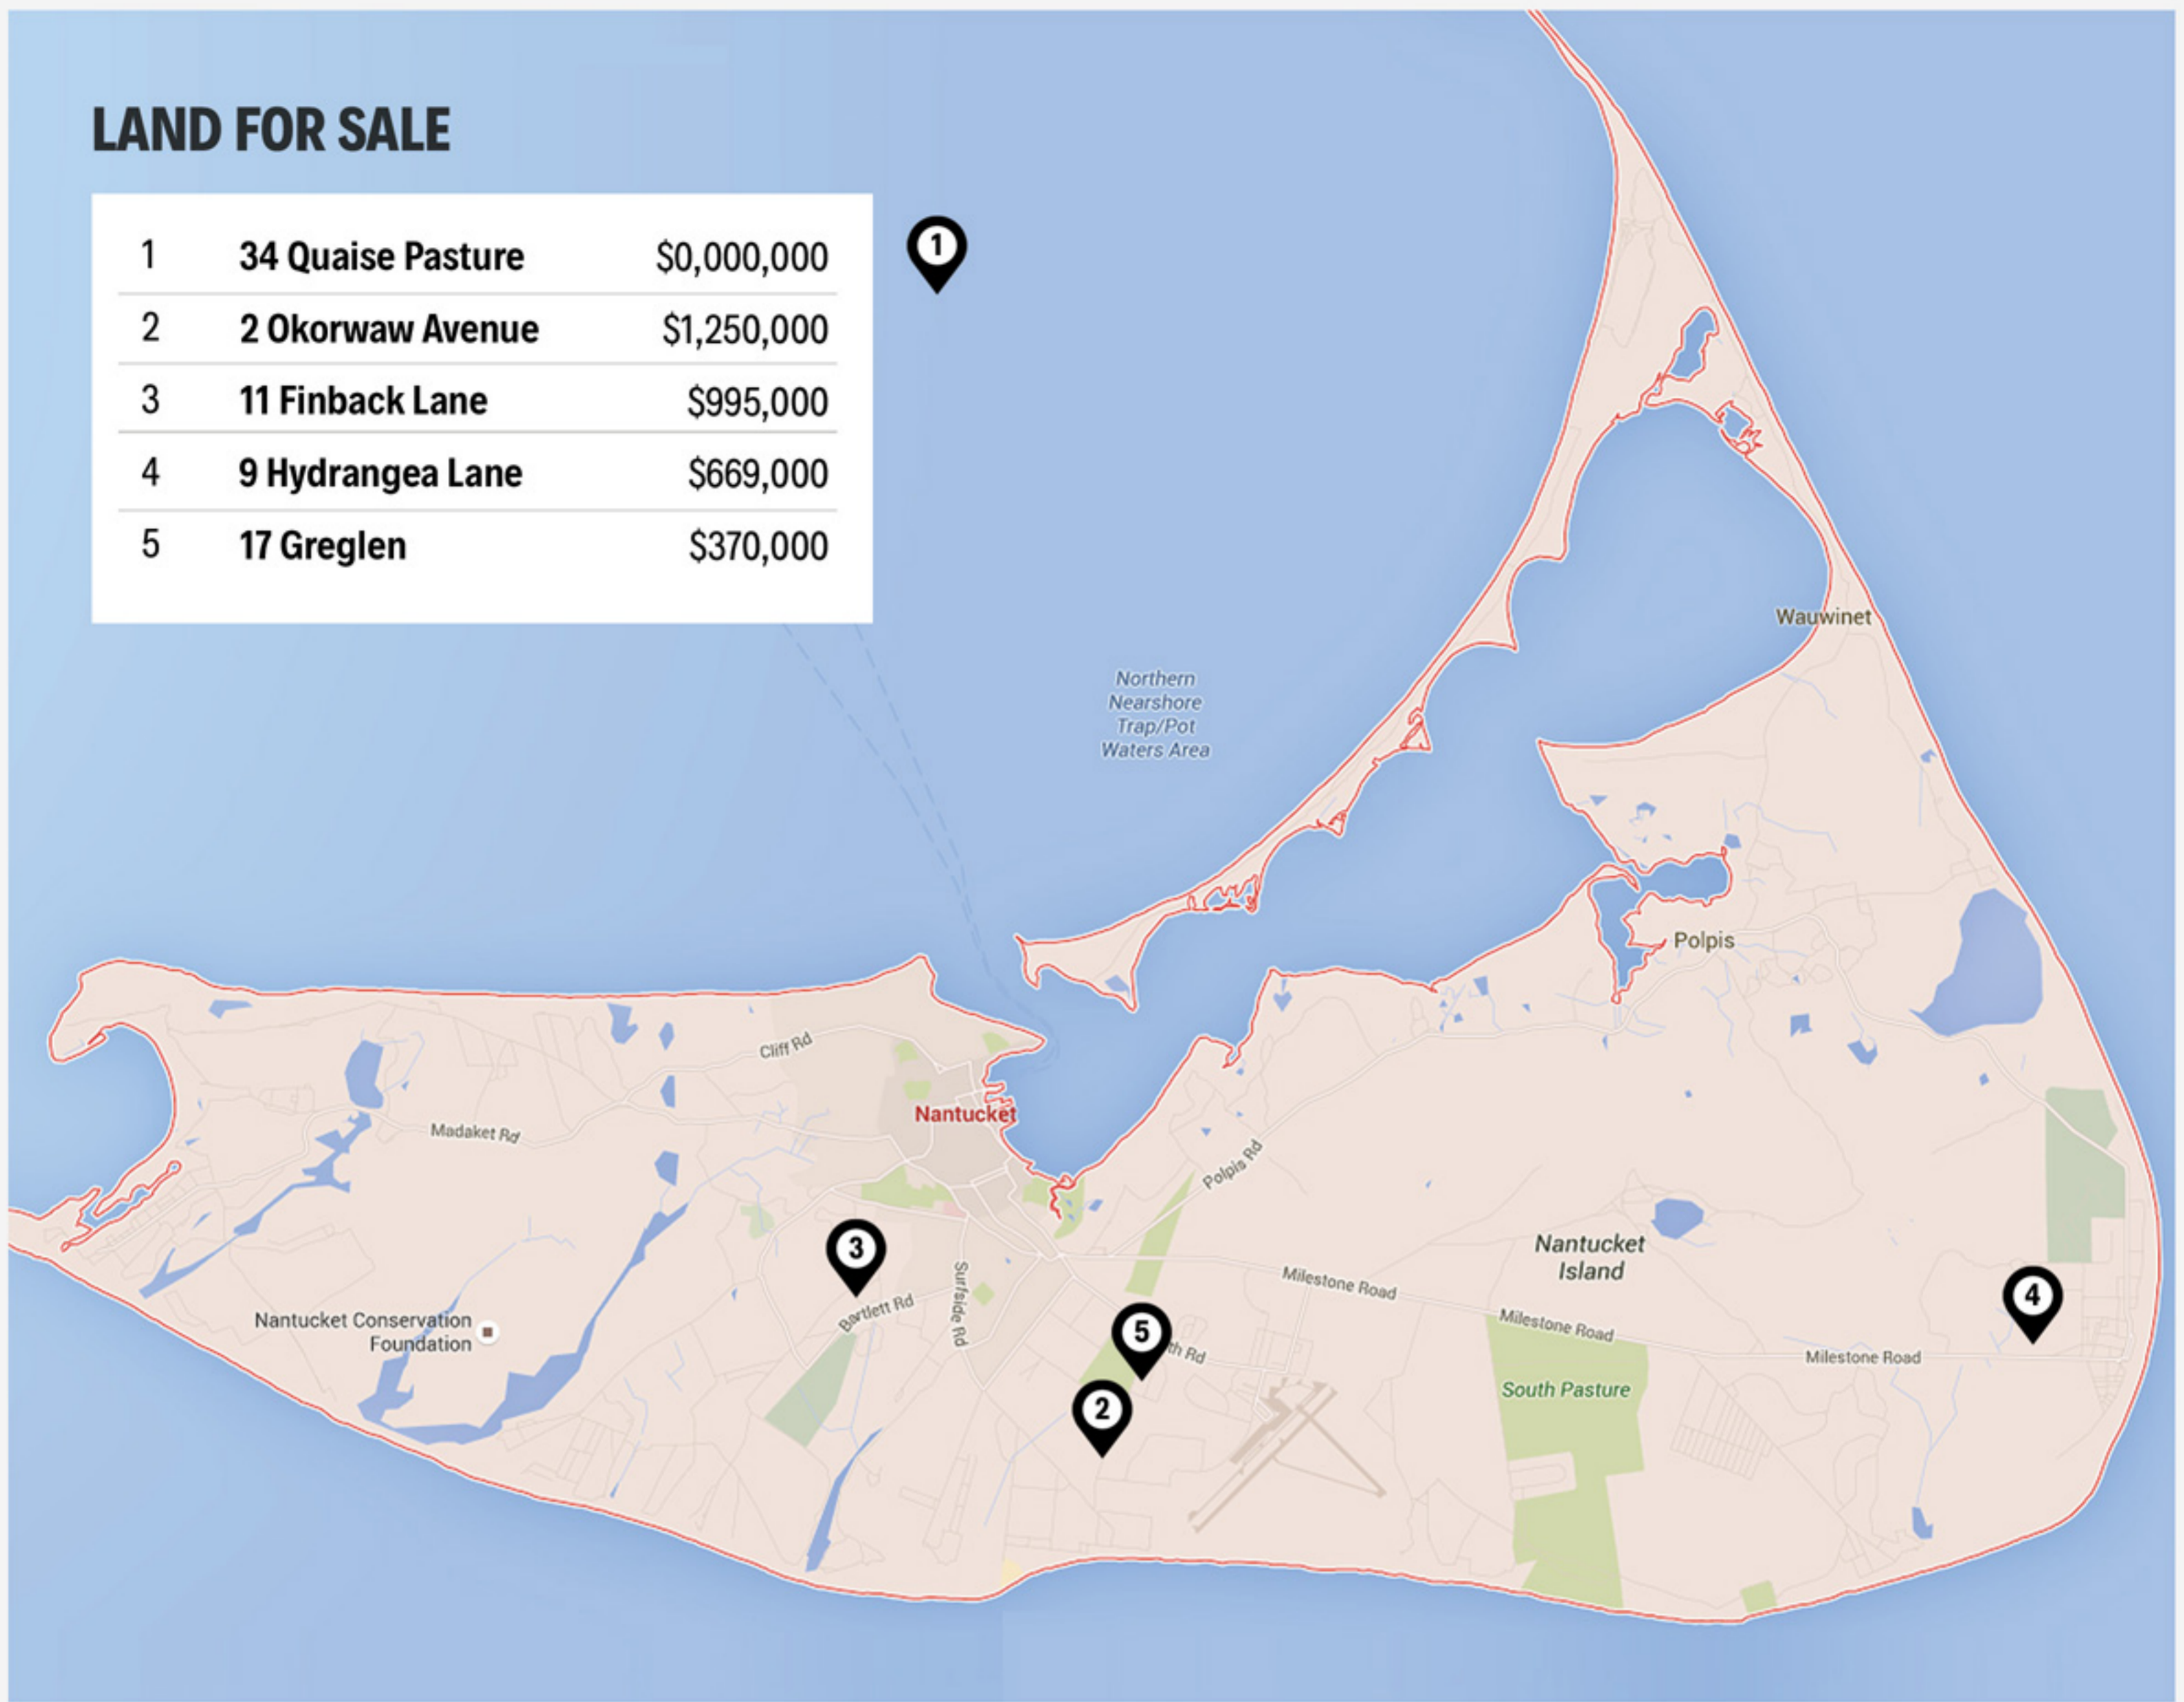 LAND FOR SALE
1 34 Quaise Pasture $0,000,000
2 2 Okorwaw Avenue $1,250,000
3 11 Finback Lane $995,000
4 9 Hydrangea Lane $669,000
5 17 Greglen $370,000
1
Wauwinet
Northern
Nearshore
Trap/Pot
Waters Area
Polpis
Cliff Rd
Nantucket
Madaket Rd
Polpis Rd
3
Nantucket
Island
Milestone Road
4
Nantucket Conservation
Foundation
Bartlett Rd
Surfside Rd
5
th Rd
Milestone Road
Milestone Road
South Pasture
2